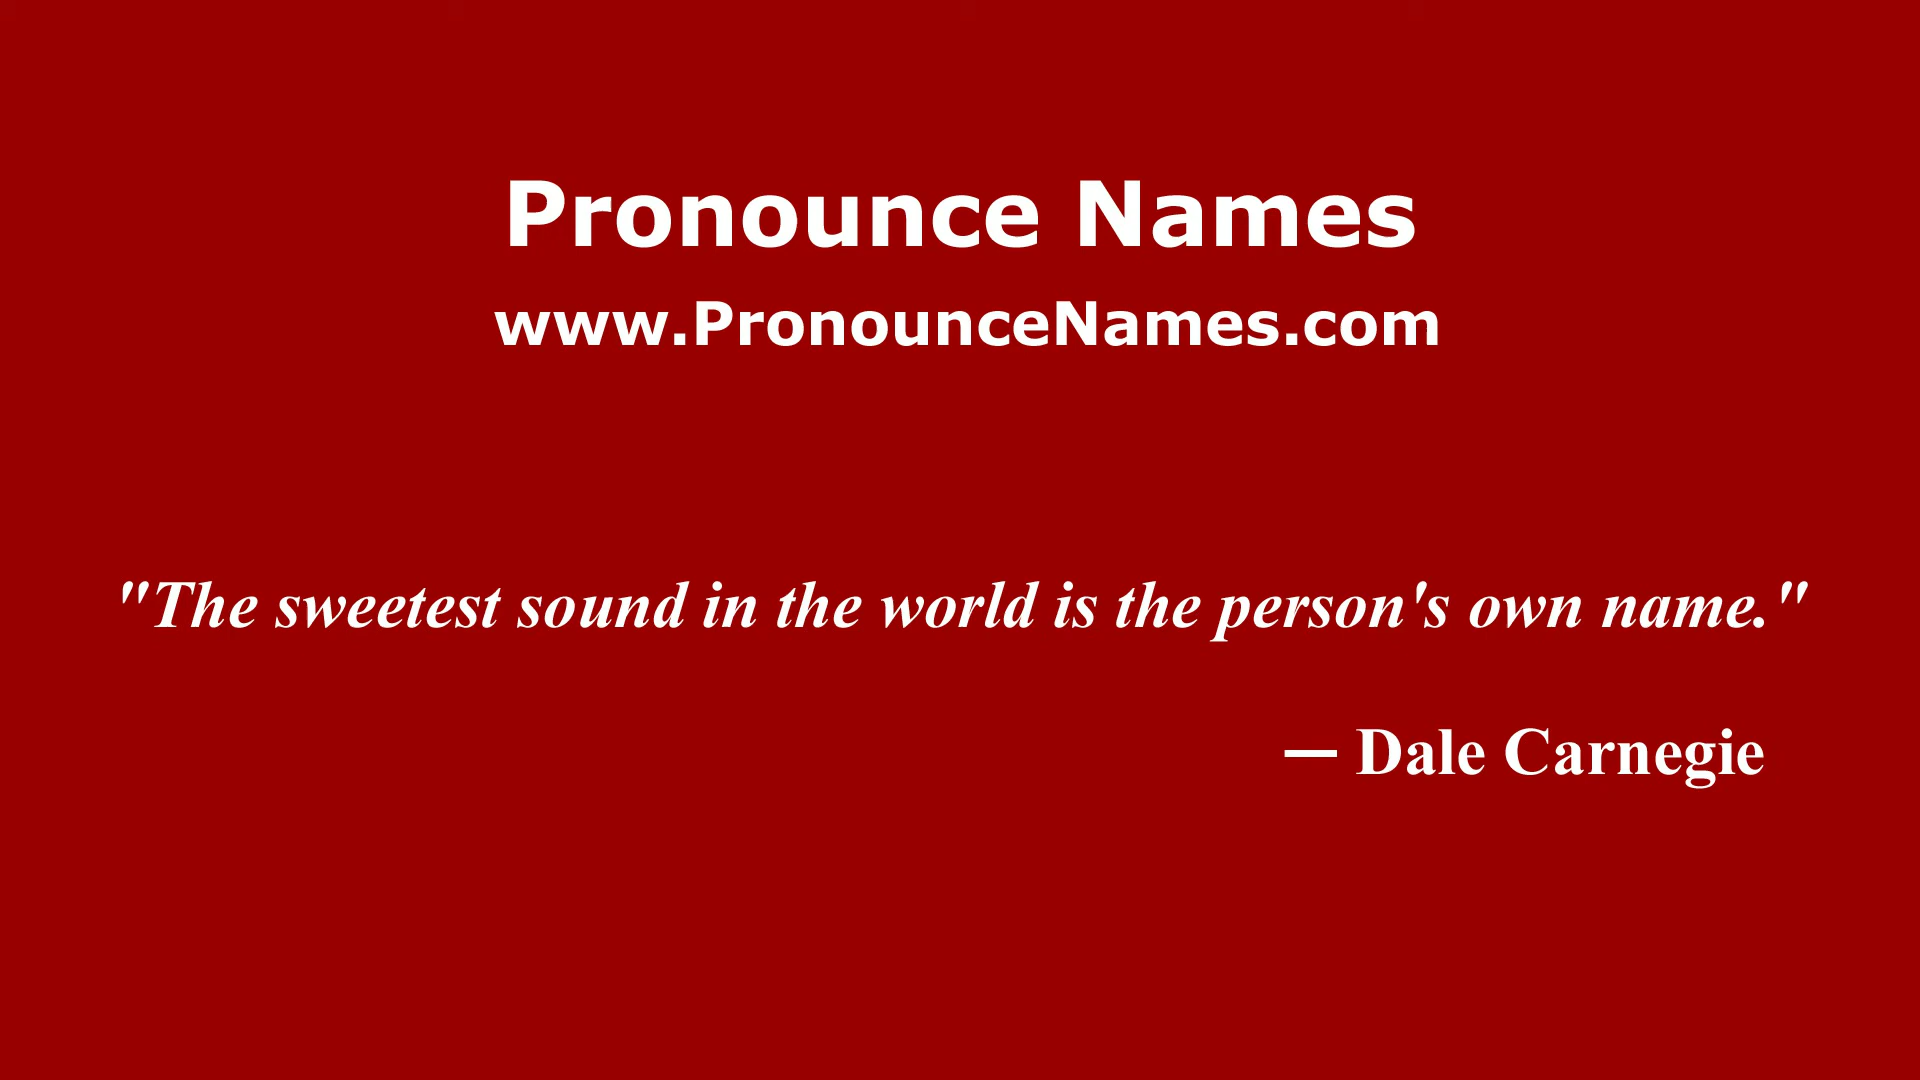 Pronounce Names
www.PronounceNames.com
"The sweetest sound in the world is the person's own name."
— Dale Carnegie